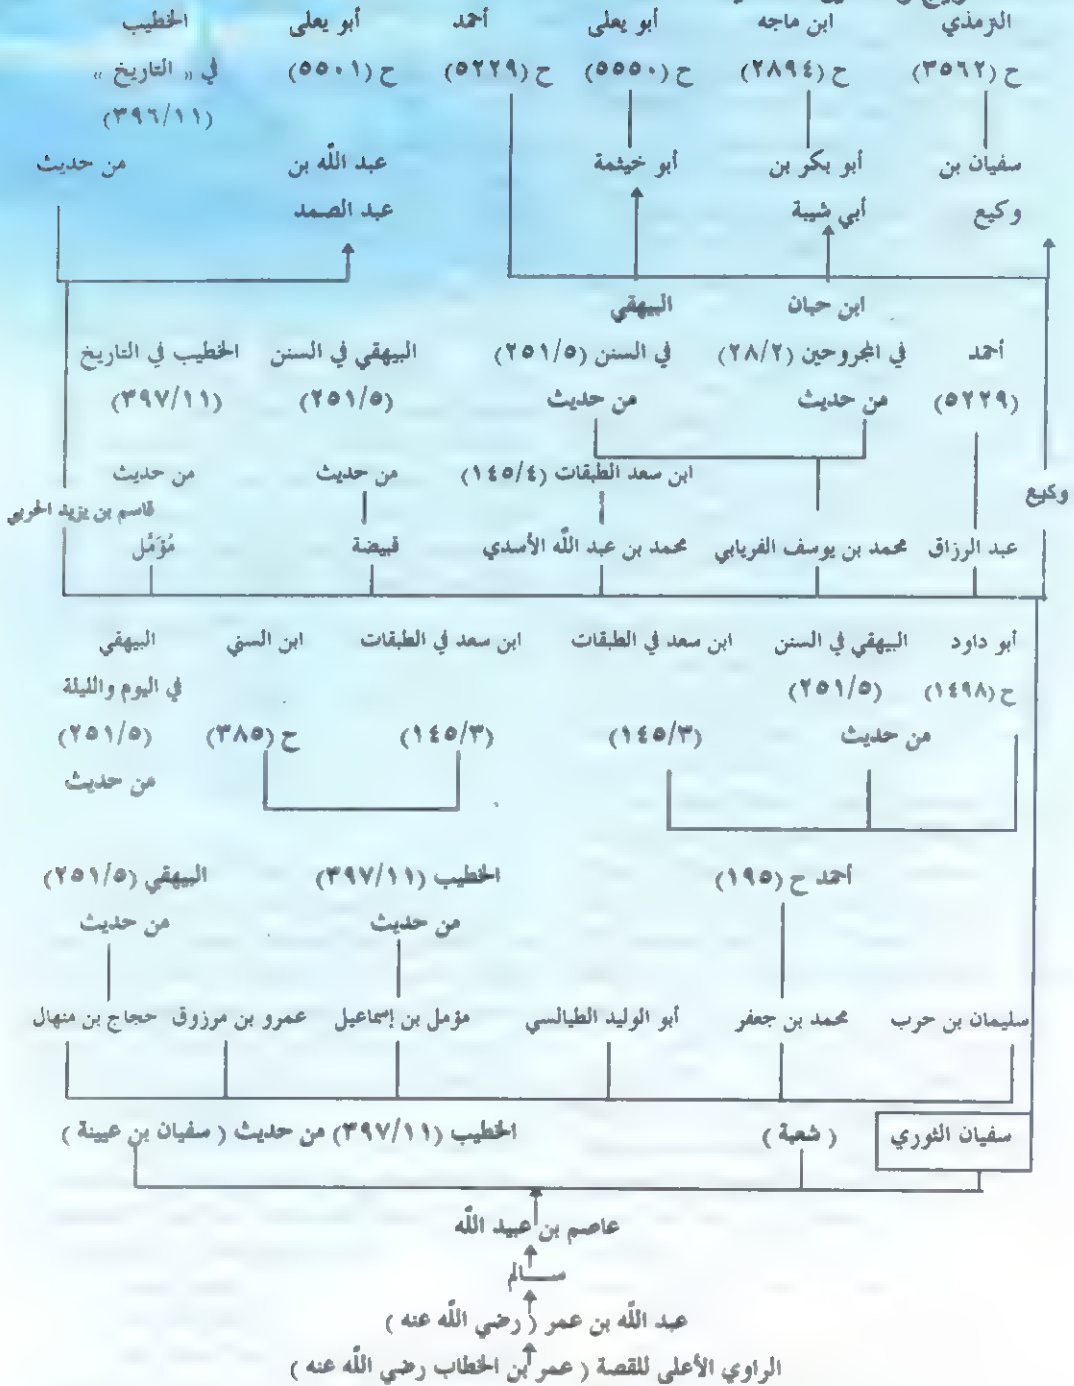 الترمذي ابن ماجه أبو يعلى أحمد أبو يعلى الخطيب
ح (٣٥٦٢) ح (٢٨٩٤) ح (٥٥٥٠) ح (٥٢٢٩) ح (٥٥٠١) في « التاريخ »
(٣٩٦/١١)
سفيان بن أبو بكر بن أبو خيثمة عبد اللّه بن من حديث
وكيع أبي شيبة عبد الصمد
ابن حبان البيهقي
أحمد في المجروحين (٢٨/٢) في السنن (٢٥١/٥) البيهقي في السنن الخطيب في التاريخ
(٥٢٢٩) من حديث من حديث (٢٥١/٥) (٣٩٧/١١)
ابن سعد الطبقات (١٤٥/٤) من حديث من حديث
وكيع
قاسم بن يزيد الحربي
عبد الرزاق محمد بن يوسف الفريابي محمد بن عبد اللّه الأسدي قبيصة مُؤَمَّل
أبو داود البيهقي في السنن ابن سعد في الطبقات ابن سعد في الطبقات ابن السني البيهقي
ح (١٤٩٨) (٢٥١/٥) في اليوم والليلة
من حديث (١٤٥/٣) (١٤٥/٣) ح (٣٨٥) (٢٥١/٥)
من حديث
أحمد ح (١٩٥) الخطيب (٣٩٧/١١) البيهقي (٢٥١/٥)
من حديث من حديث
سليمان بن حرب محمد بن جعفر أبو الوليد الطيالسي مؤمل بن إسماعيل عمرو بن مرزوق حجاج بن منهال
سفيان الثوري ( شعبة ) الخطيب (٣٩٧/١١) من حديث ( سفيان بن عيينة )
عاصم بن عبيد اللّه
ســالم
عبد اللّه بن عمر ( رضي اللّه عنه )
الراوي الأعلى للقصة ( عمر بن الخطاب رضي اللّه عنه )